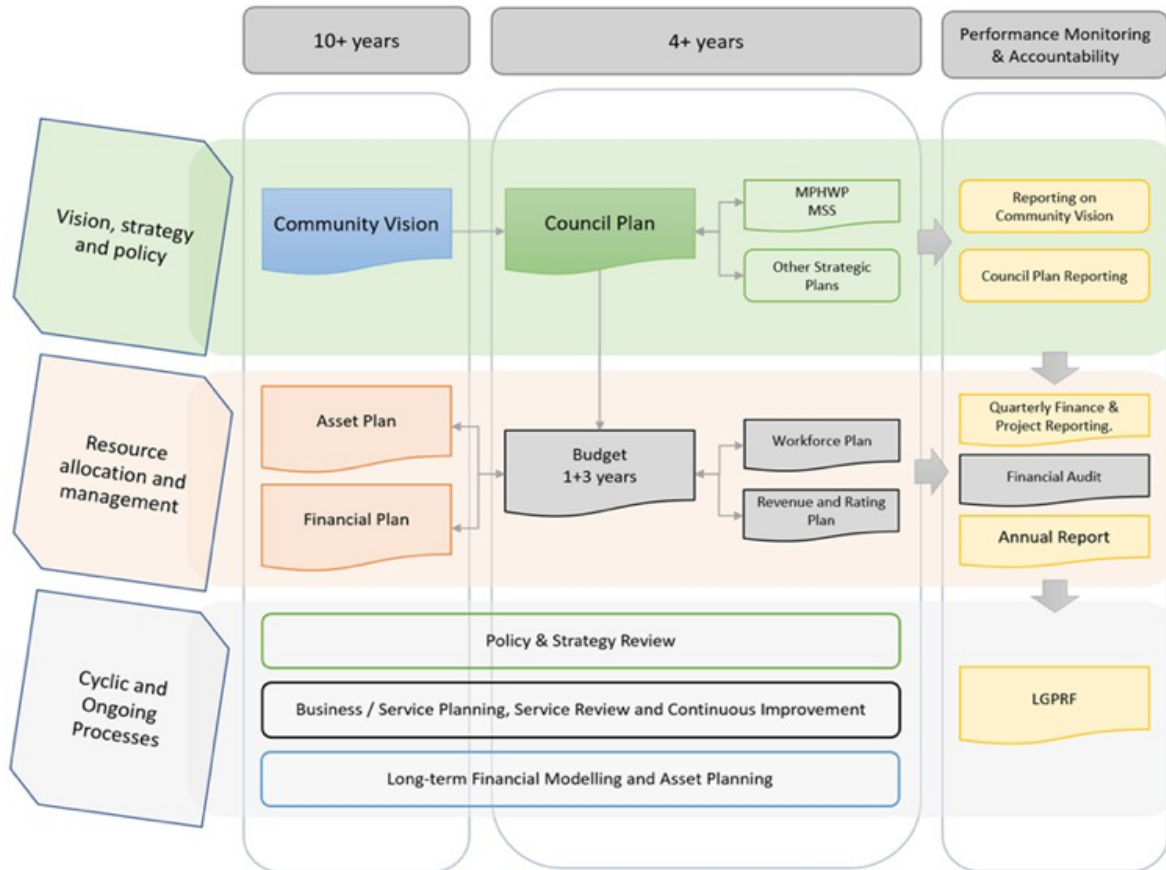 10+ years
4+ years
Performance Monitoring
& Accountability
Vision, strategy
and policy
Community Vision
Council Plan
MPHWP
MSS
Other Strategic
Plans
Reporting on
Community Vision
Council Plan Reporting
Resource
allocation and
management
Asset Plan
Financial Plan
Budget
1+3 years
Workforce Plan
Revenue and Rating
Plan
Quarterly Finance &
Project Reporting.
Financial Audit
Annual Report
Cyclic and
Ongoing
Processes
Policy & Strategy Review
Business / Service Planning, Service Review and Continuous Improvement
Long-term Financial Modelling and Asset Planning
LGPRF